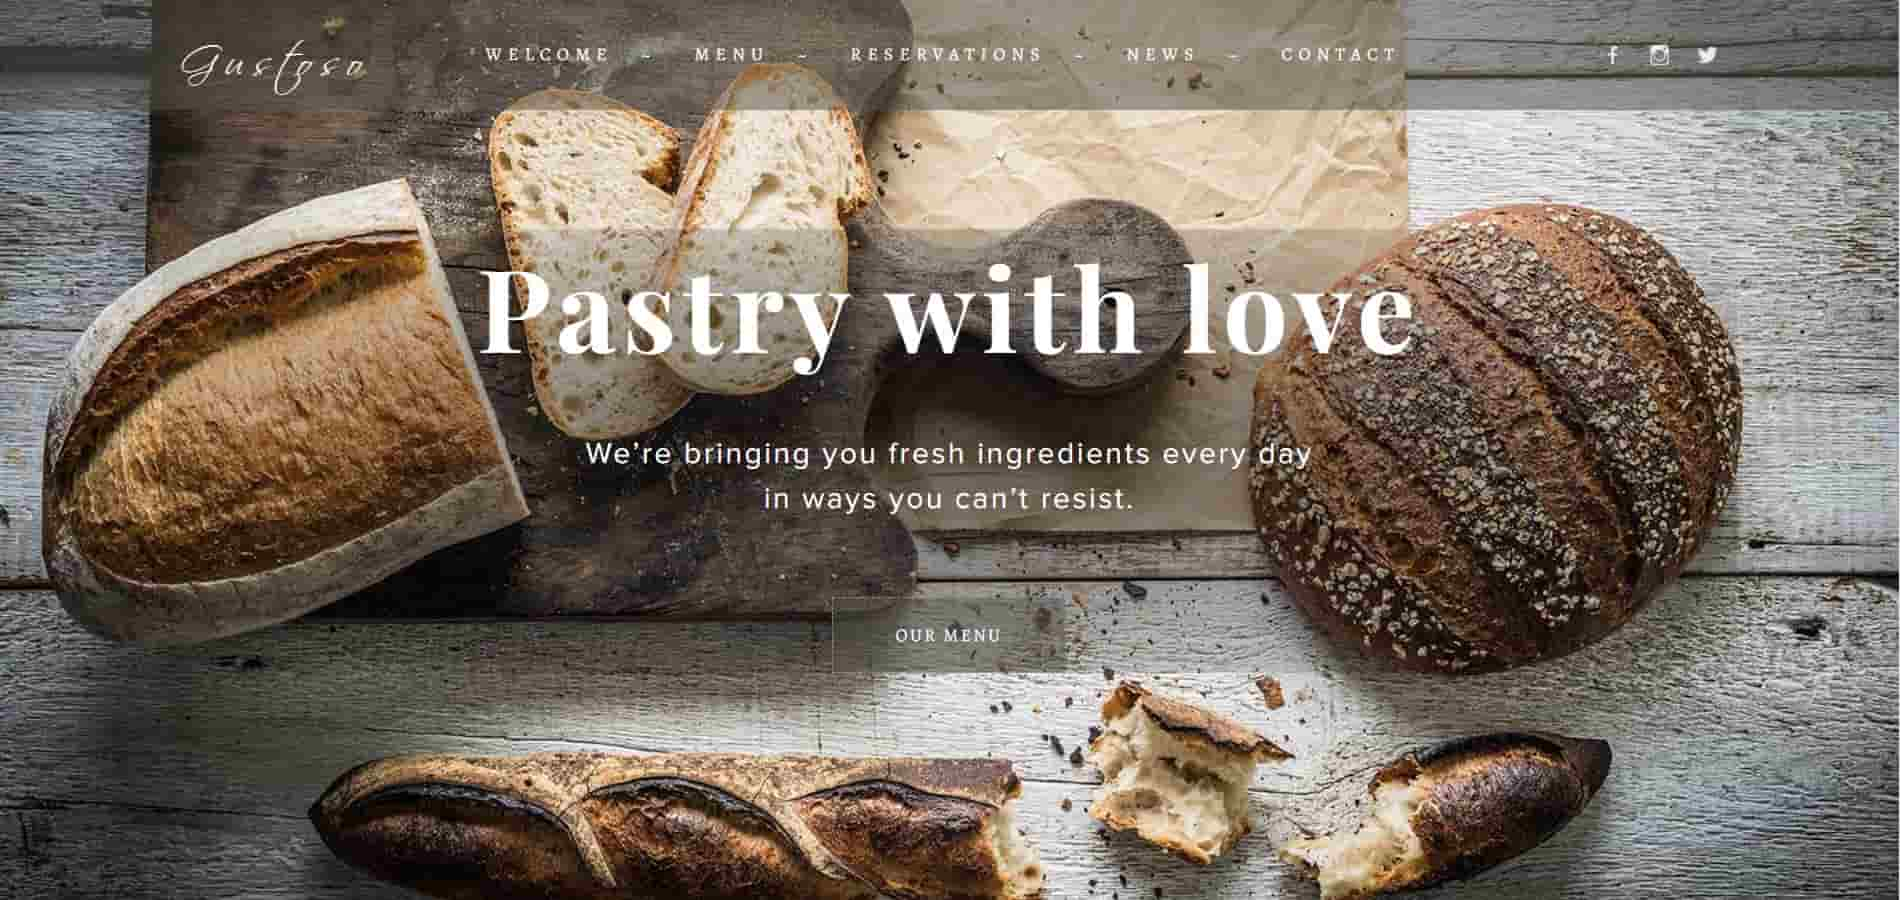 Gustoso
WELCOME – MENU – RESERVATIONS – NEWS – CONTACT
Pastry with love
We’re bringing you fresh ingredients every day
in ways you can’t resist.
OUR MENU